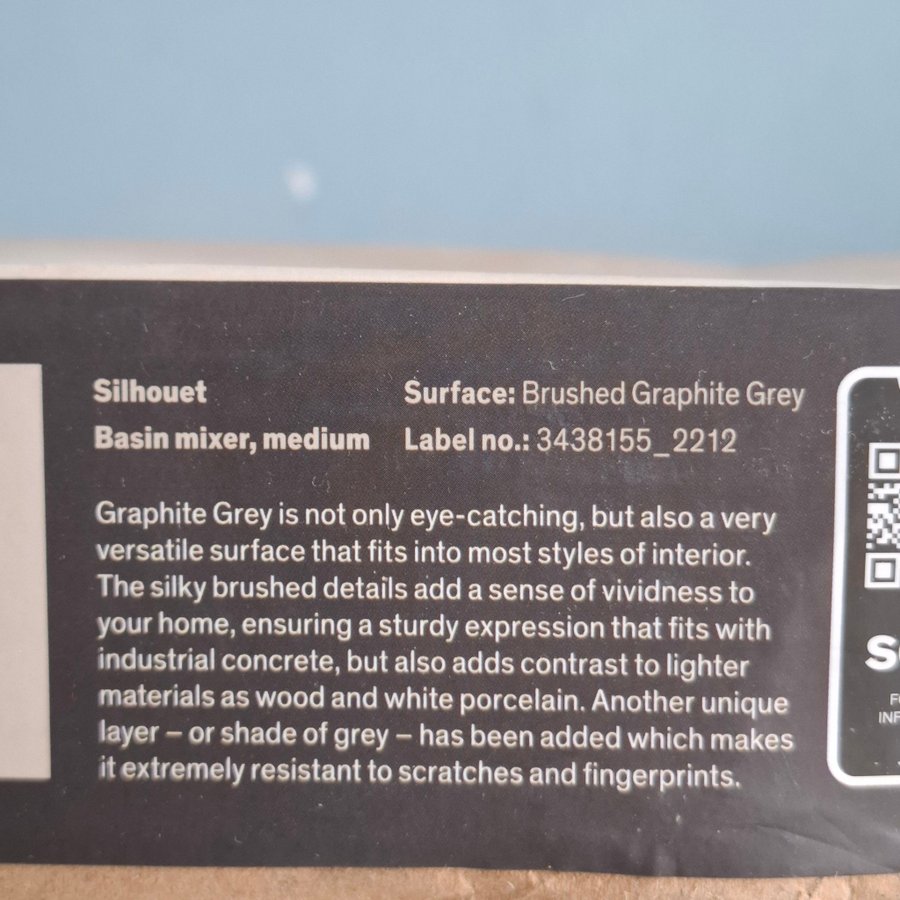 Silhouet
Basin mixer, medium
Surface: Brushed Graphite Grey
Label no.: 3438155_2212
Graphite Grey is not only eye-catching, but also a very
versatile surface that fits into most styles of interior.
The silky brushed details add a sense of vividness to
your home, ensuring a sturdy expression that fits with
industrial concrete, but also adds contrast to lighter
materials as wood and white porcelain. Another unique
layer – or shade of grey – has been added which makes
it extremely resistant to scratches and fingerprints.